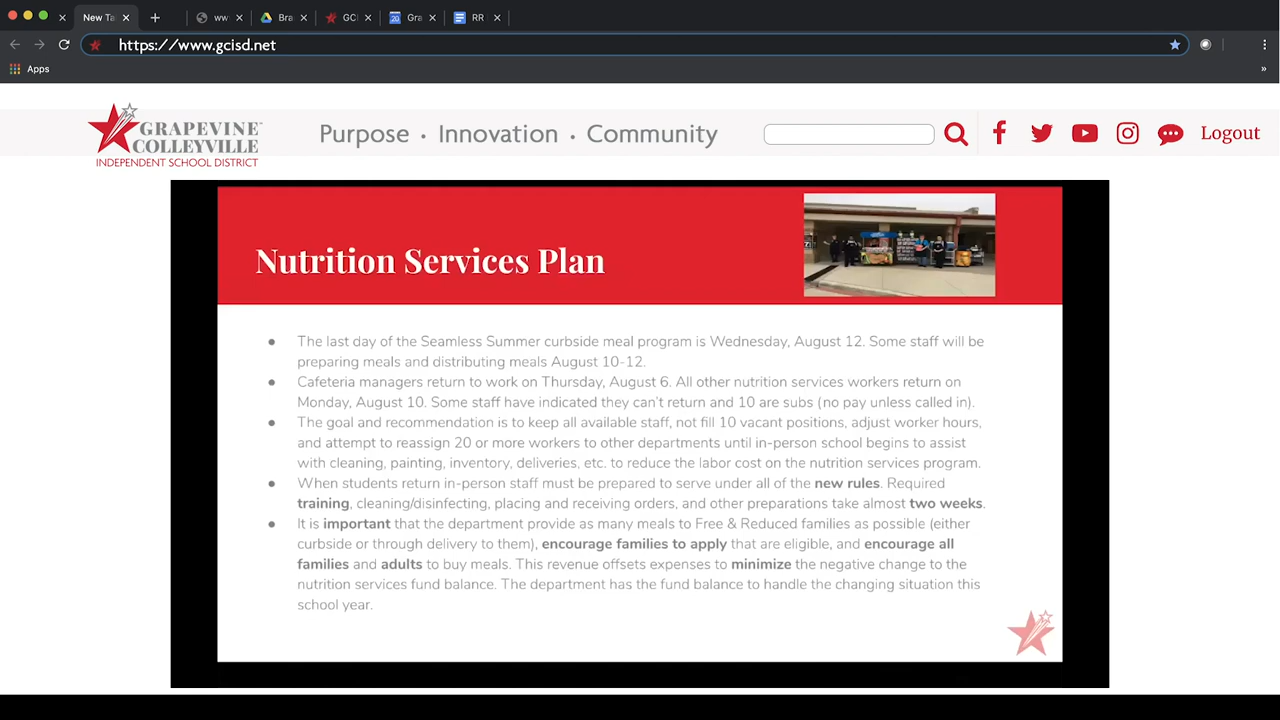 New Ta
ww
Bra
GCI
Gra
RR
https://www.gcisd.net
Apps
GRAPEVINE
COLLEYVILLE
INDEPENDENT SCHOOL DISTRICT
Purpose • Innovation • Community
Logout
Nutrition Services Plan
● The last day of the Seamless Summer curbside meal program is Wednesday, August 12. Some staff will be
preparing meals and distributing meals August 10-12.
● Cafeteria managers return to work on Thursday, August 6. All other nutrition services workers return on
Monday, August 10. Some staff have indicated they can't return and 10 are subs (no pay unless called in).
● The goal and recommendation is to keep all available staff, not fill 10 vacant positions, adjust worker hours,
and attempt to reassign 20 or more workers to other departments until in-person school begins to assist
with cleaning, painting, inventory, deliveries, etc. to reduce the labor cost on the nutrition services program.
● When students return in-person staff must be prepared to serve under all of the new rules. Required
training, cleaning/disinfecting, placing and receiving orders, and other preparations take almost two weeks.
● It is important that the department provide as many meals to Free & Reduced families as possible (either
curbside or through delivery to them), encourage families to apply that are eligible, and encourage all
families and adults to buy meals. This revenue offsets expenses to minimize the negative change to the
nutrition services fund balance. The department has the fund balance to handle the changing situation this
school year.